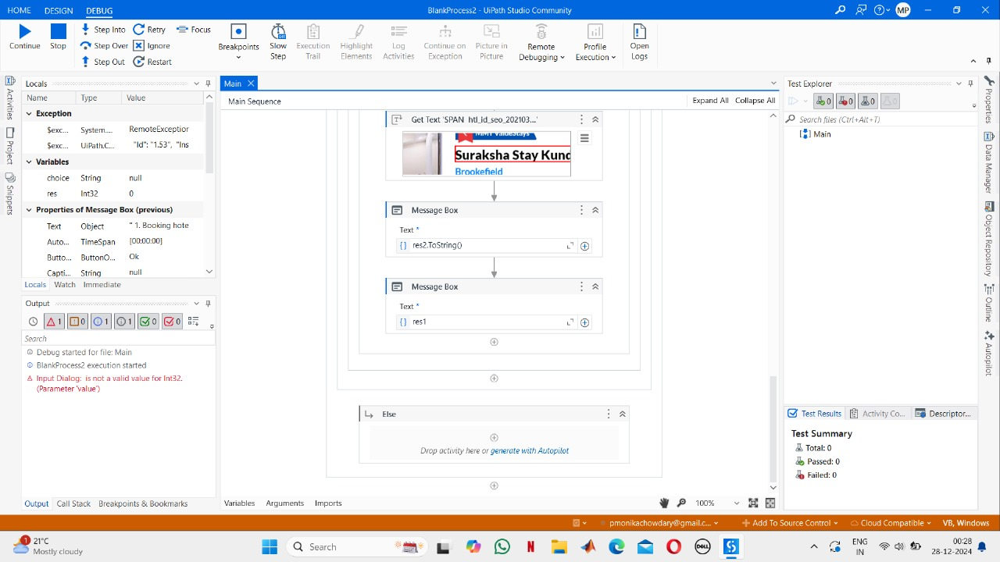 HOME DESIGN DEBUG BlankProcess2 - UiPath Studio Community MP
Continue Stop Step Into Step Over Step Out Retry Ignore Restart Focus Breakpoints Slow Step Execution Trail Highlight Elements Log Activities Continue on Exception Picture in Picture Remote Debugging Profile Execution Open Logs
Activities
Project
Snippets
Locals
Name Type Value
Exception
$exc... System.... RemoteException
$exc... UiPath.C... "Id": "1.53", "Ins
Variables
choice String null
res Int32 0
Properties of Message Box (previous)
Text Object " 1. Booking hote
Auto... TimeSpan [00:00:00]
Butto... ButtonO... Ok
Capti... String null
Locals Watch Immediate
Output
1 0 1 1 0 0
Search
Debug started for file: Main
BlankProcess2 execution started
Input Dialog: is not a valid value for Int32.
(Parameter 'value')
Output Call Stack Breakpoints & Bookmarks
Main
Main Sequence Expand All Collapse All
Get Text 'SPAN htl_id_seo_202103...'
MMT ValueStays
Suraksha Stay Kund
Brookefield
Message Box
Text *
res2.ToString()
Message Box
Text *
res1
Else
Drop activity here or generate with Autopilot
Variables Arguments Imports 100%
Test Explorer
0 0 0 0
Search files (Ctrl+Alt+T)
Main
Test Results Activity Co... Descriptor...
Test Summary
Total: 0
Passed: 0
Failed: 0
Properties
Data Manager
Object Repository
Outline
Autopilot
pmonikachowdary@gmail.c... Add To Source Control Cloud Compatible VB, Windows
1 21°C
Mostly cloudy
Search
DELL
ENG
IN
00:28
28-12-2024